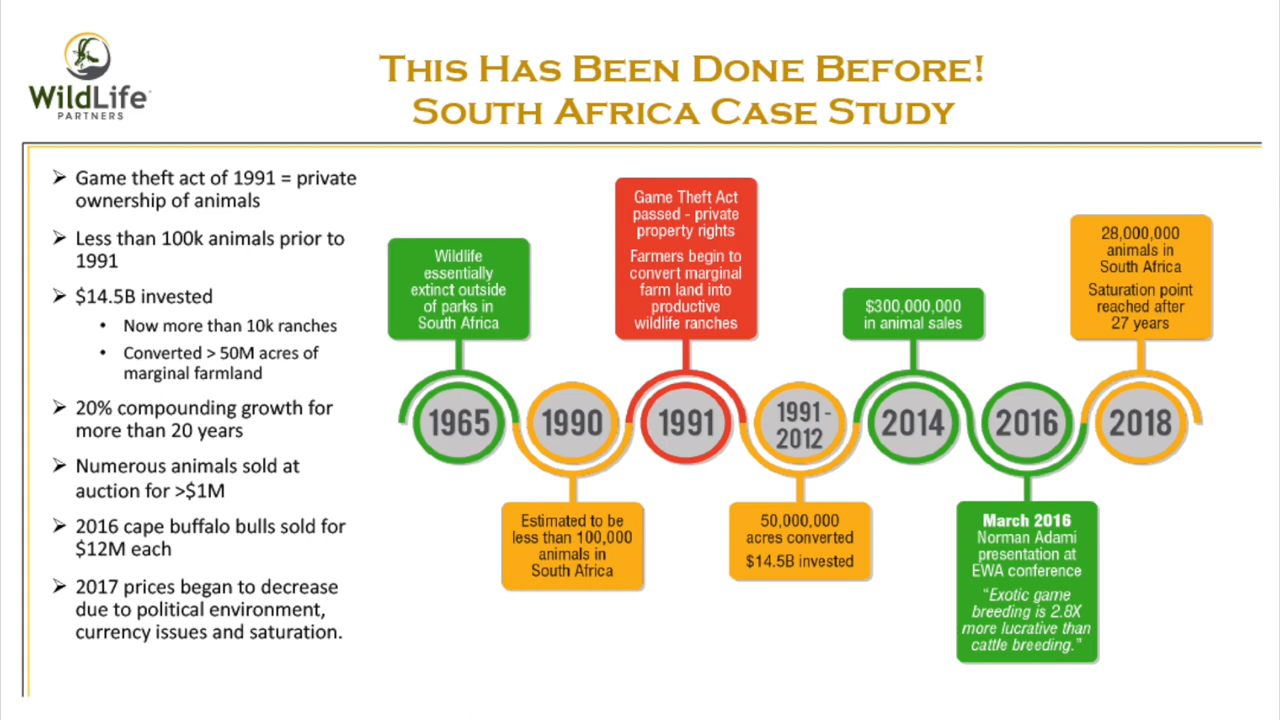 WildLife
PARTNERS
THIS HAS BEEN DONE BEFORE!
SOUTH AFRICA CASE STUDY
➢ Game theft act of 1991 = private
ownership of animals
➢ Less than 100k animals prior to
1991
➢ $14.5B invested
• Now more than 10k ranches
• Converted > 50M acres of
marginal farmland
➢ 20% compounding growth for
more than 20 years
➢ Numerous animals sold at
auction for >$1M
➢ 2016 cape buffalo bulls sold for
$12M each
➢ 2017 prices began to decrease
due to political environment,
currency issues and saturation.
Wildlife
essentially
extinct outside
of parks in
South Africa
1965
1990
Estimated to be
less than 100,000
animals in
South Africa
Game Theft Act
passed - private
property rights
Farmers begin to
convert marginal
farm land into
productive
wildlife ranches
1991
1991 -
2012
50,000,000
acres converted
$14.5B invested
$300,000,000
in animal sales
2014
2016
March 2016
Norman Adami
presentation at
EWA conference
"Exotic game
breeding is 2.8X
more lucrative than
cattle breeding."
28,000,000
animals in
South Africa
Saturation point
reached after
27 years
2018